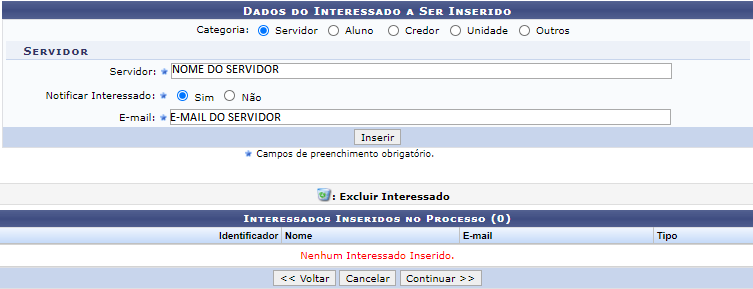 Dados do Interessado a Ser Inserido
Categoria: Servidor Aluno Credor Unidade Outros
Servidor
Servidor: NOME DO SERVIDOR
Notificar Interessado: Sim Não
E-mail: E-MAIL DO SERVIDOR
Inserir
Campos de preenchimento obrigatório.
: Excluir Interessado
Interessados Inseridos no Processo (0)
Identificador Nome E-mail Tipo
Nenhum Interessado Inserido.
<< Voltar Cancelar Continuar >>